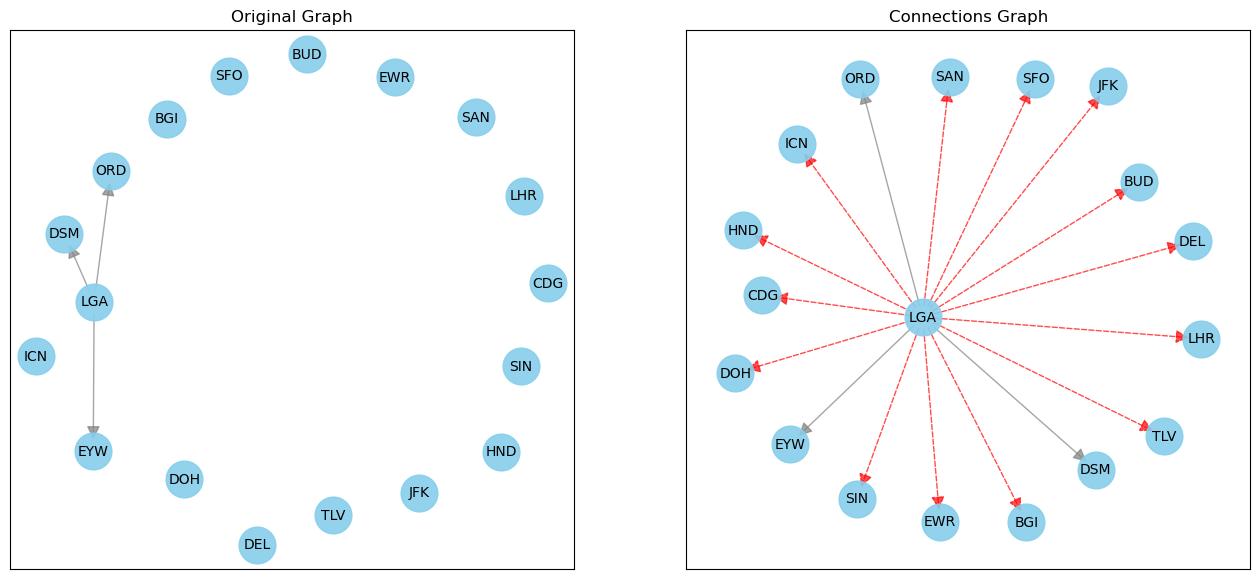 Original Graph
BUD
SFO
EWR
BGI
SAN
ORD
LHR
DSM
CDG
LGA
ICN
SIN
EYW
HND
DOH
JFK
TLV
DEL
Connections Graph
ORD
SAN
SFO
JFK
ICN
BUD
HND
DEL
CDG
LGA
LHR
DOH
TLV
EYW
DSM
SIN
EWR
BGI